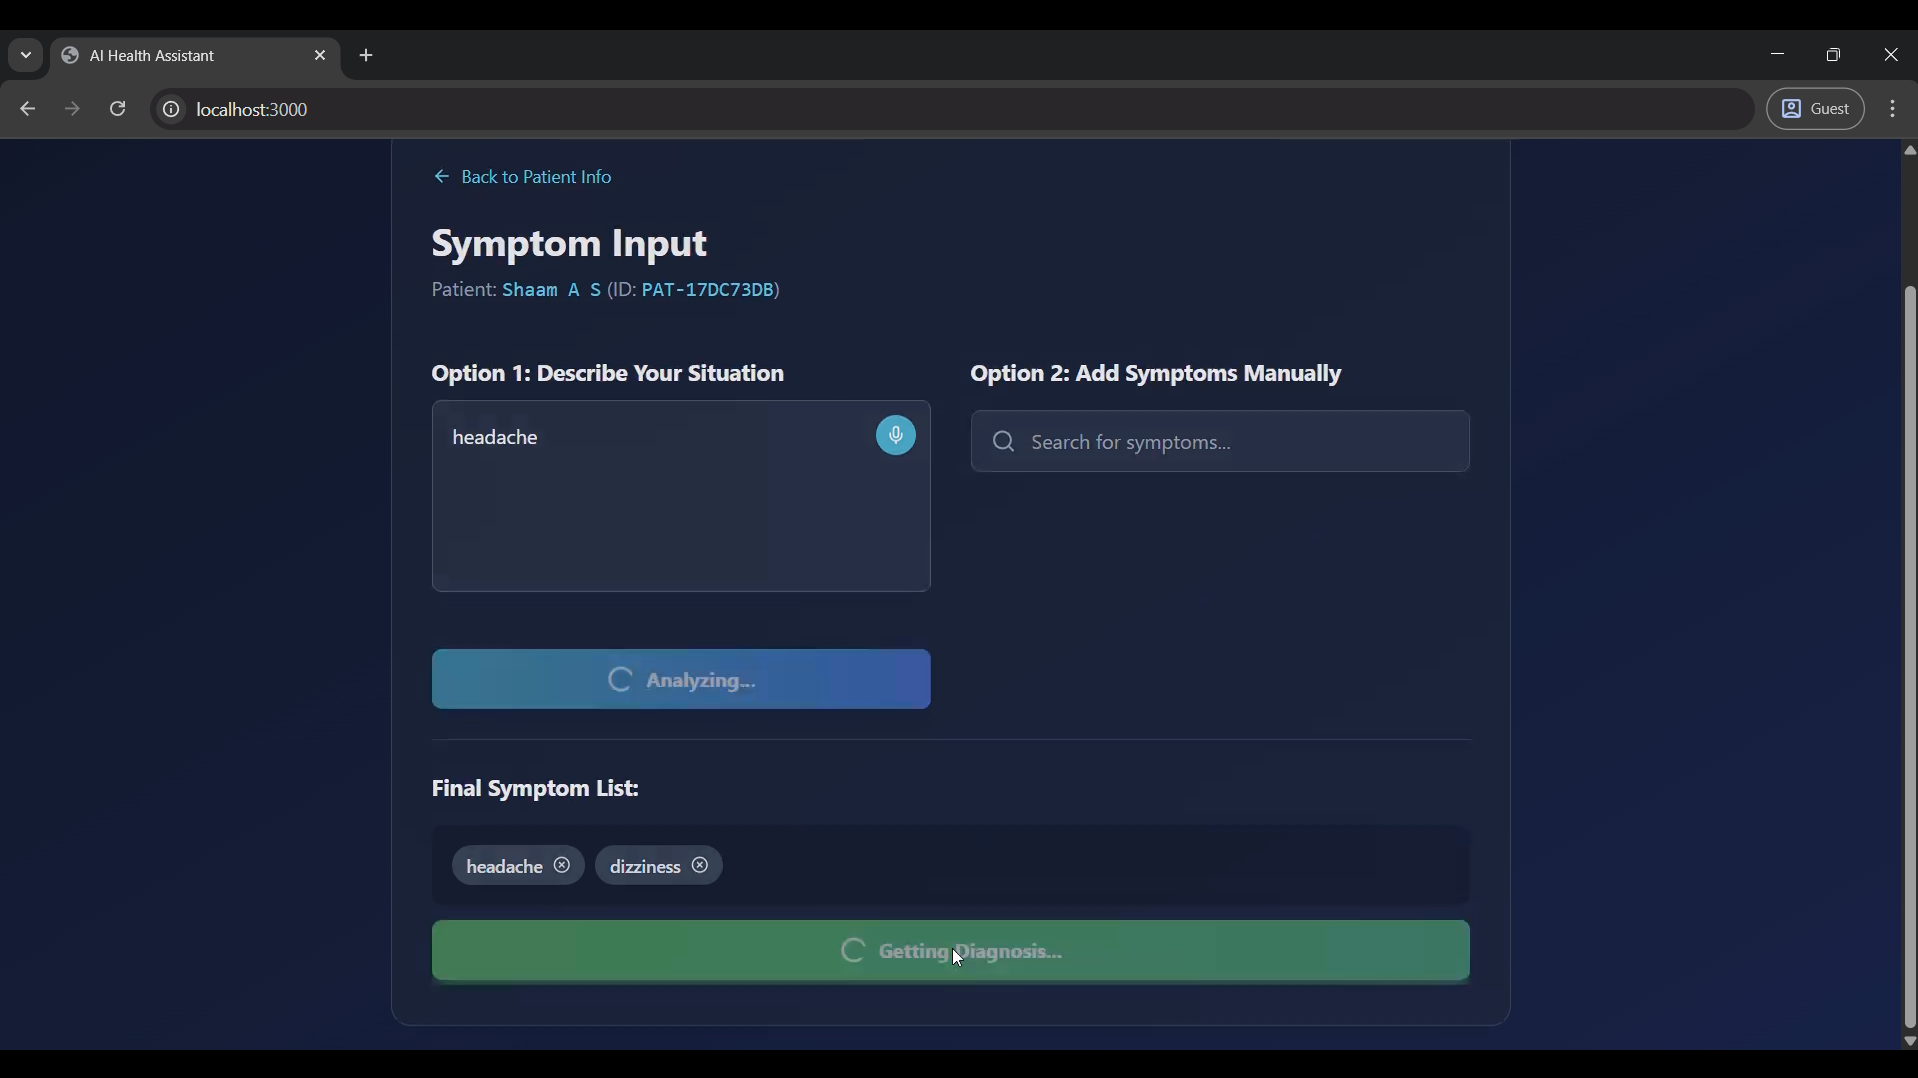 AI Health Assistant
localhost:3000
Guest
Back to Patient Info
Symptom Input
Patient: Shaam A S (ID: PAT-17DC73DB)
Option 1: Describe Your Situation
headache
Analyzing...
Option 2: Add Symptoms Manually
Search for symptoms...
Final Symptom List:
headache
dizziness
Getting Diagnosis...